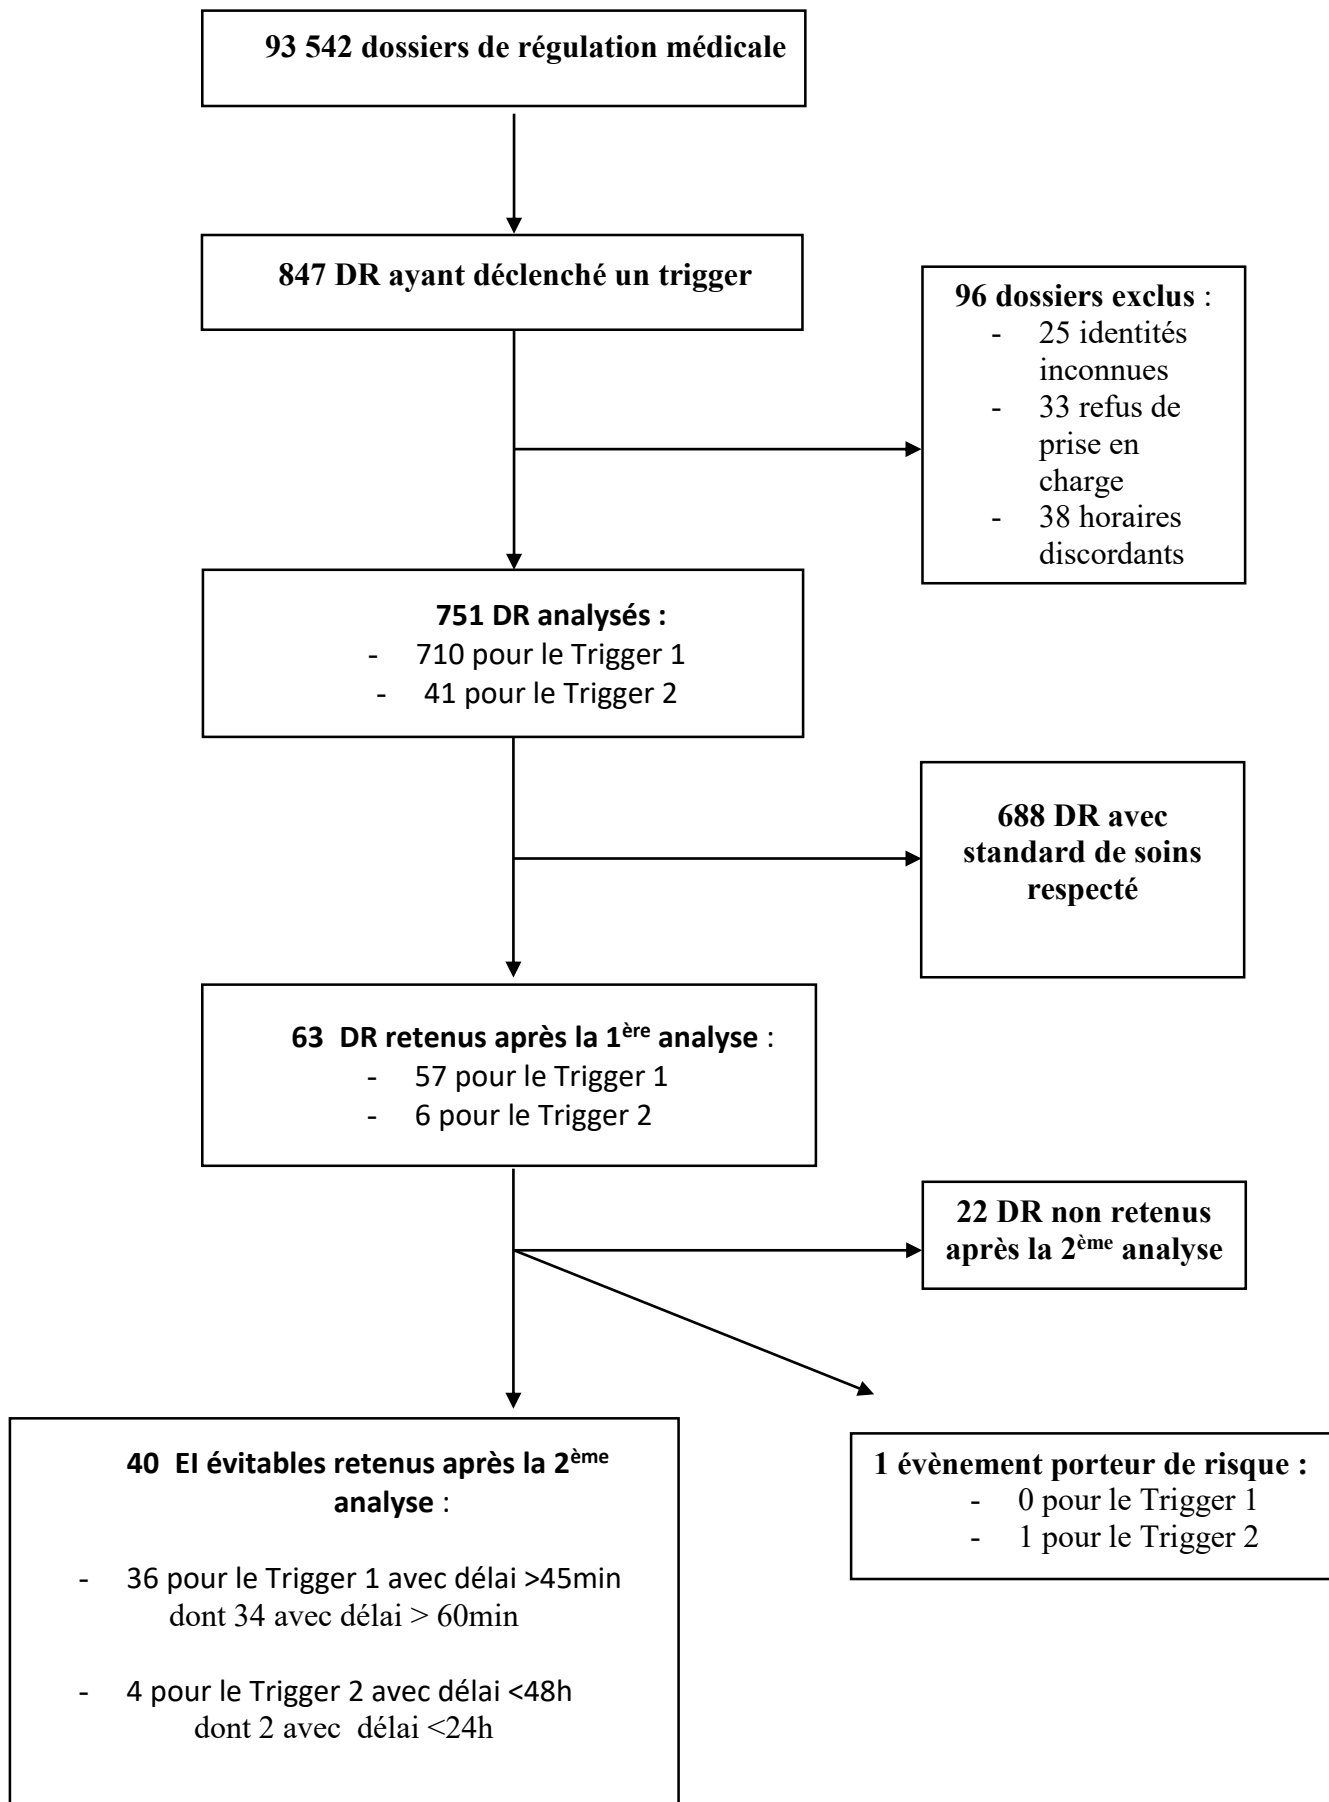 93 542 dossiers de régulation médicale
847 DR ayant déclenché un trigger
96 dossiers exclus :
- 25 identités
inconnues
- 33 refus de
prise en
charge
- 38 horaires
discordants
751 DR analysés :
- 710 pour le Trigger 1
- 41 pour le Trigger 2
688 DR avec
standard de soins
respecté
63 DR retenus après la 1ère analyse :
- 57 pour le Trigger 1
- 6 pour le Trigger 2
22 DR non retenus
après la 2ème analyse
40 EI évitables retenus après la 2ème
analyse :
- 36 pour le Trigger 1 avec délai >45min
dont 34 avec délai > 60min
- 4 pour le Trigger 2 avec délai <48h
dont 2 avec délai <24h
1 évènement porteur de risque :
- 0 pour le Trigger 1
- 1 pour le Trigger 2